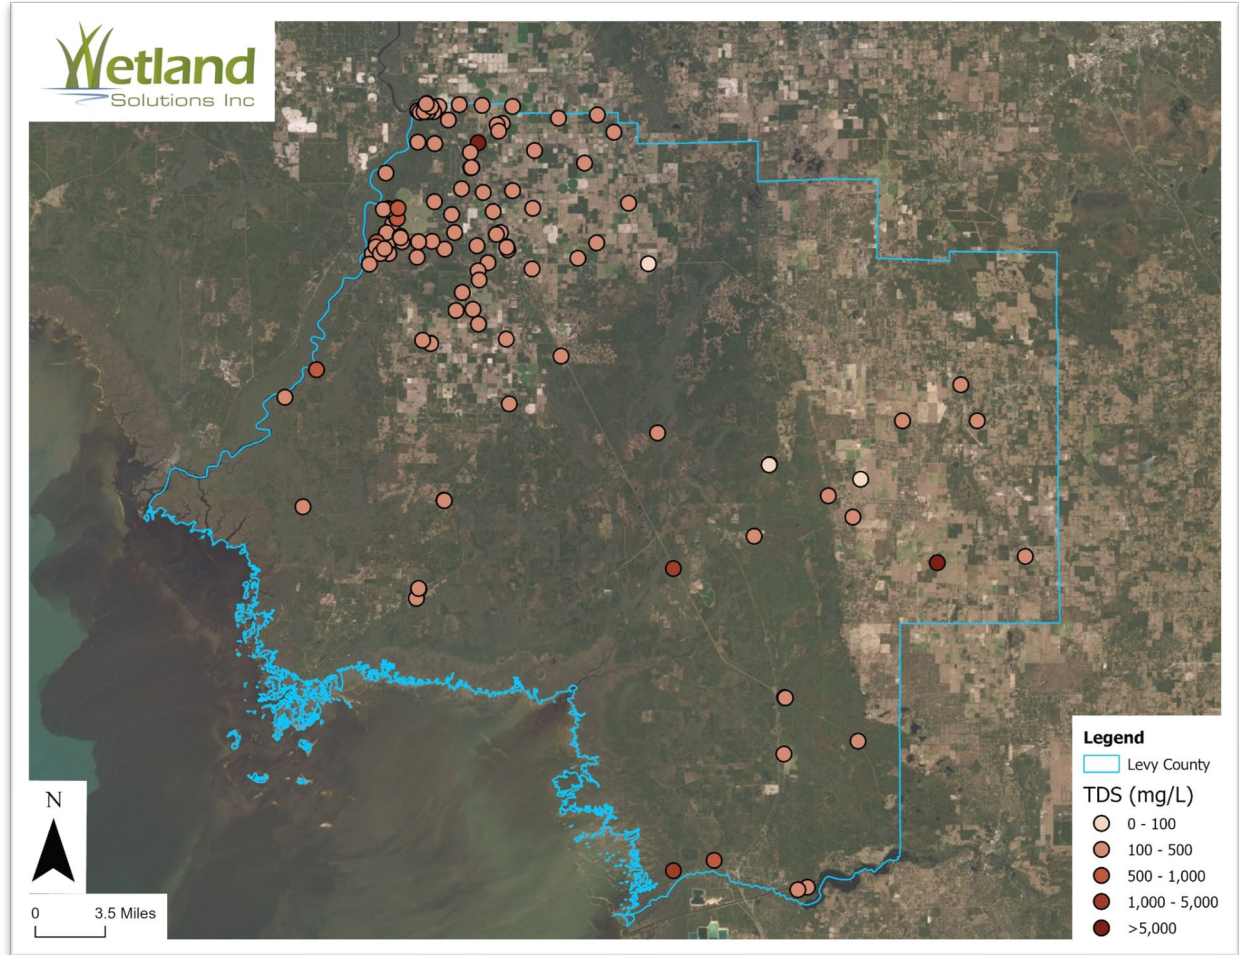 Wetland
Solutions Inc
Legend
Levy County
TDS (mg/L)
0 - 100
100 - 500
500 - 1,000
1,000 - 5,000
>5,000
N
0 3.5 Miles